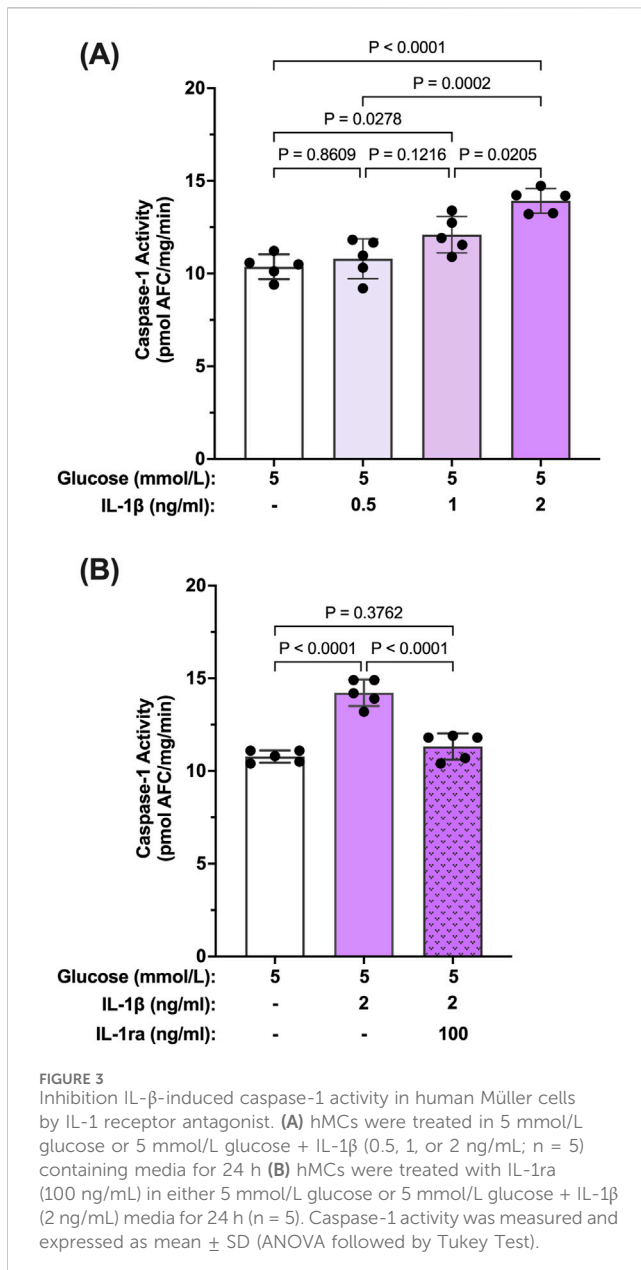 (A)
P < 0.0001
P = 0.0002
P = 0.0278
P = 0.8609 P = 0.1216 P = 0.0205
Caspase-1 Activity
(pmol AFC/mg/min)
20
15
10
5
0
Glucose (mmol/L): 5 5 5 5
IL-1β (ng/ml): - 0.5 1 2
(B)
P = 0.3762
P < 0.0001 P < 0.0001
Caspase-1 Activity
(pmol AFC/mg/min)
20
15
10
5
0
Glucose (mmol/L): 5 5 5
IL-1β (ng/ml): - 2 2
IL-1ra (ng/ml): - - 100
FIGURE 3
Inhibition IL-β-induced caspase-1 activity in human Müller cells
by IL-1 receptor antagonist. (A) hMCs were treated in 5 mmol/L
glucose or 5 mmol/L glucose + IL-1β (0.5, 1, or 2 ng/mL; n = 5)
containing media for 24 h (B) hMCs were treated with IL-1ra
(100 ng/mL) in either 5 mmol/L glucose or 5 mmol/L glucose + IL-1β
(2 ng/mL) media for 24 h (n = 5). Caspase-1 activity was measured and
expressed as mean ± SD (ANOVA followed by Tukey Test).